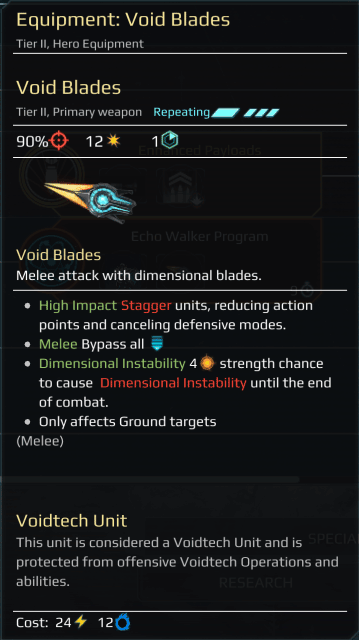 Equipment: Void Blades
Tier II, Hero Equipment
Void Blades
Tier II, Primary weapon Repeating
90% 12 1
Enhanced Payloads
Echo Walker Program
Void Blades
Melee attack with dimensional blades.
• High Impact Stagger units, reducing action
points and canceling defensive modes.
• Melee Bypass all
• Dimensional Instability 4 strength chance
to cause Dimensional Instability until the end
of combat.
• Only affects Ground targets
(Melee)
Voidtech Unit
This unit is considered a Voidtech Unit and is
SPECIAL
protected from offensive Voidtech Operations and
abilities.
RESEARCH
Cost: 24 12